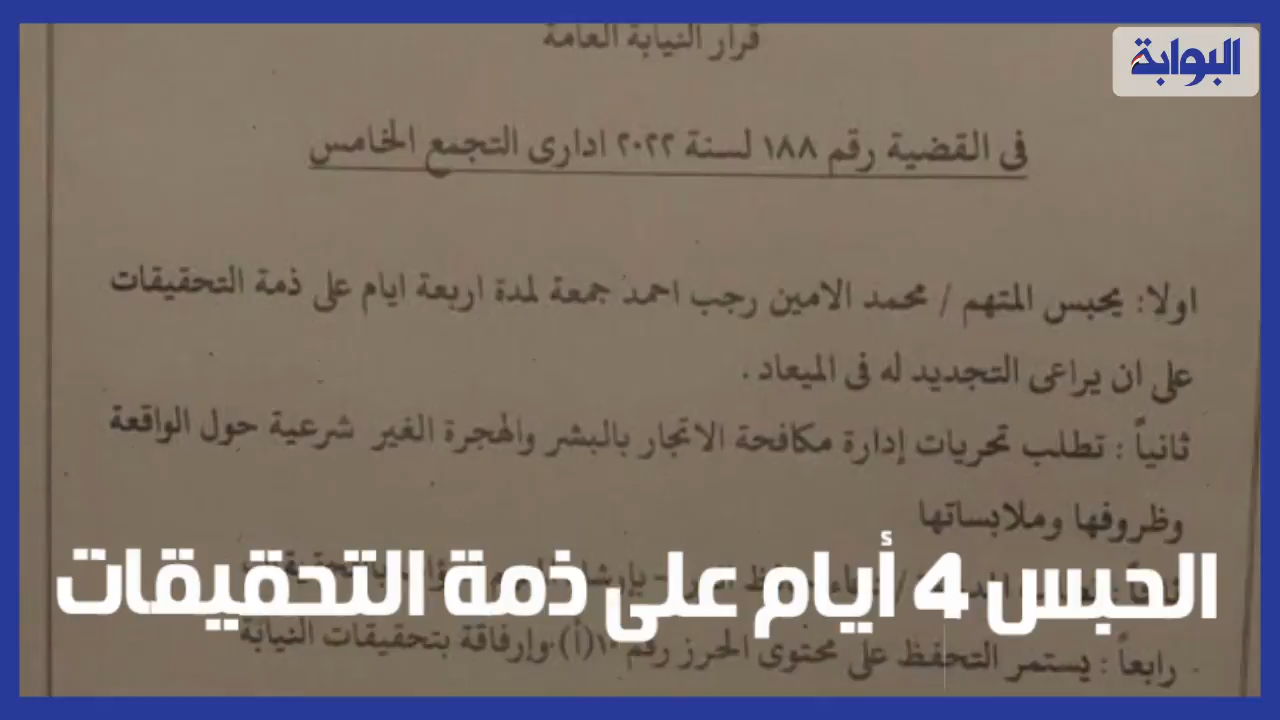 البوابة
قرار النيابة العامة
فى القضية رقم ١٨٨ لسنة ٢٠٢٢ ادارى التجمع الخامس
اولا: يحبس المتهم / محمد الامين رجب احمد جمعة لمدة اربعة ايام على ذمة التحقيقات
على ان يراعى التجديد له فى الميعاد .
ثانياً : تطلب تحريات إدارة مكافحة الاتجار بالبشر والهجرة الغير شرعية حول الواقعة
وظروفها وملابساتها
الحبس 4 أيام على ذمة التحقيقات
رابعاً : يستمر التحفظ على محتوى الحرز رقم ١٠(أ) وإرفاقة بتحقيقات النيابة